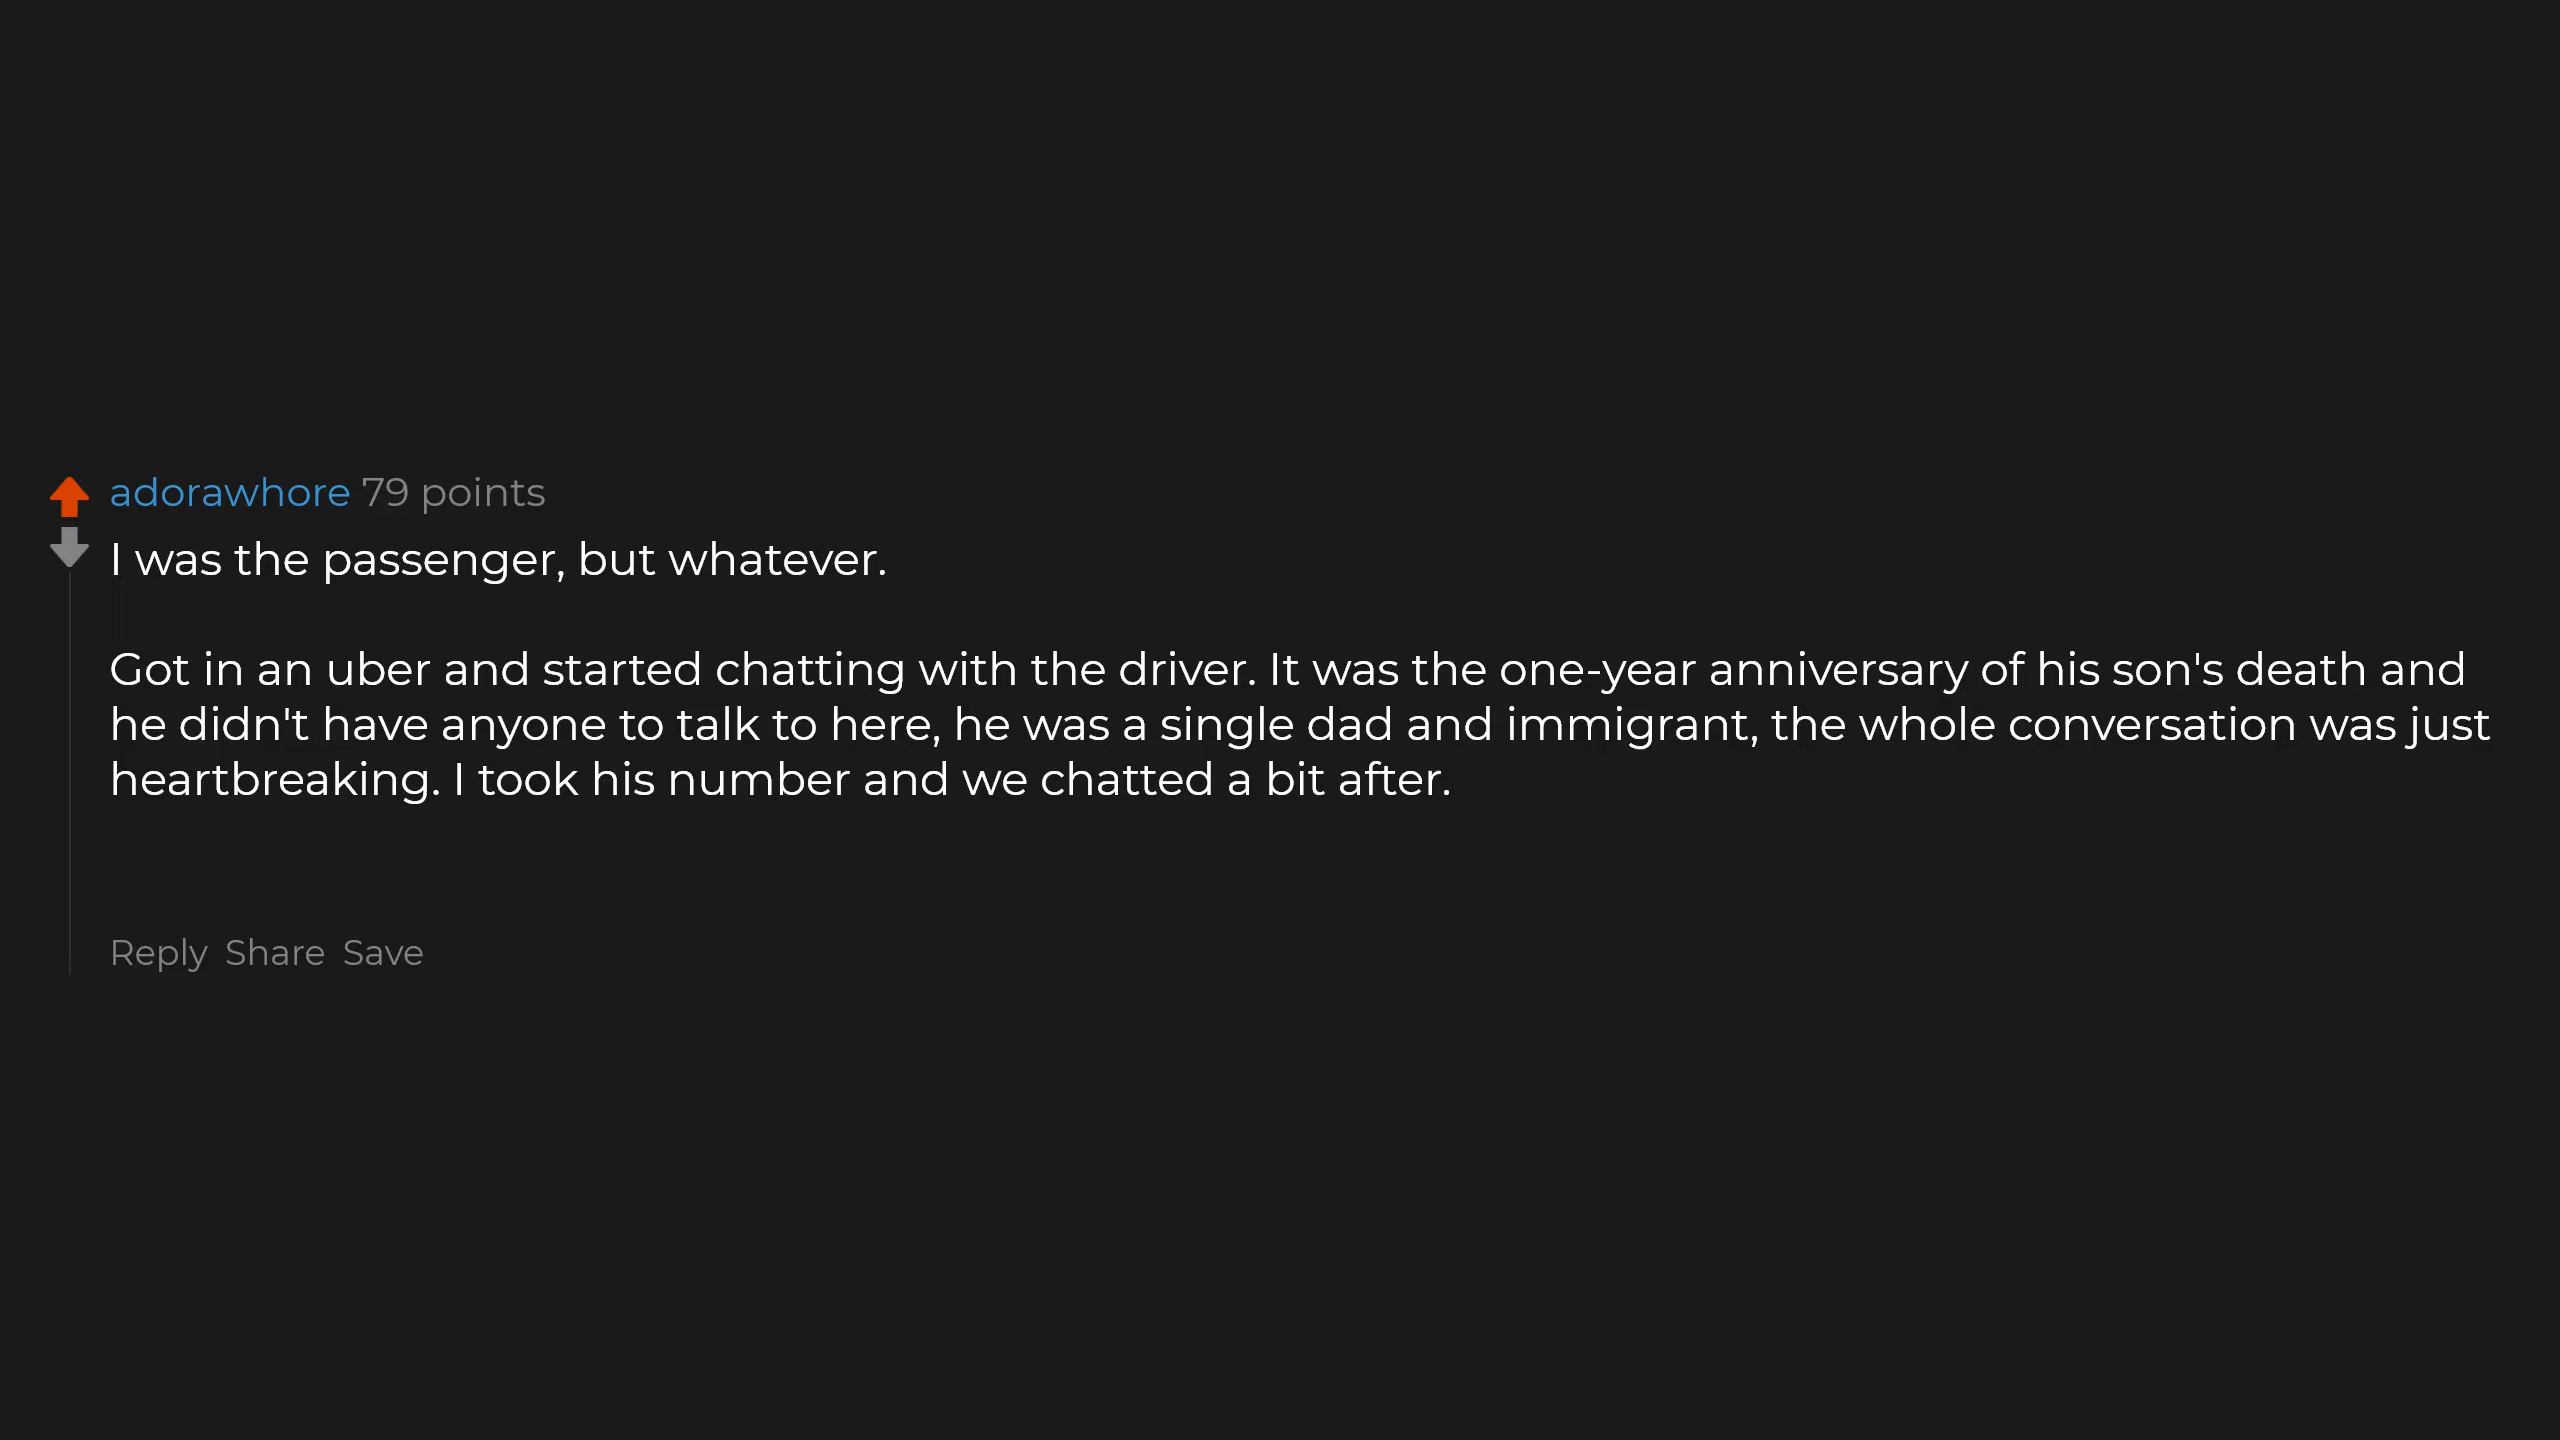 adorawhore 79 points
I was the passenger, but whatever.
Got in an uber and started chatting with the driver. It was the one-year anniversary of his son's death and
he didn't have anyone to talk to here, he was a single dad and immigrant, the whole conversation was just
heartbreaking. I took his number and we chatted a bit after.
Reply Share Save